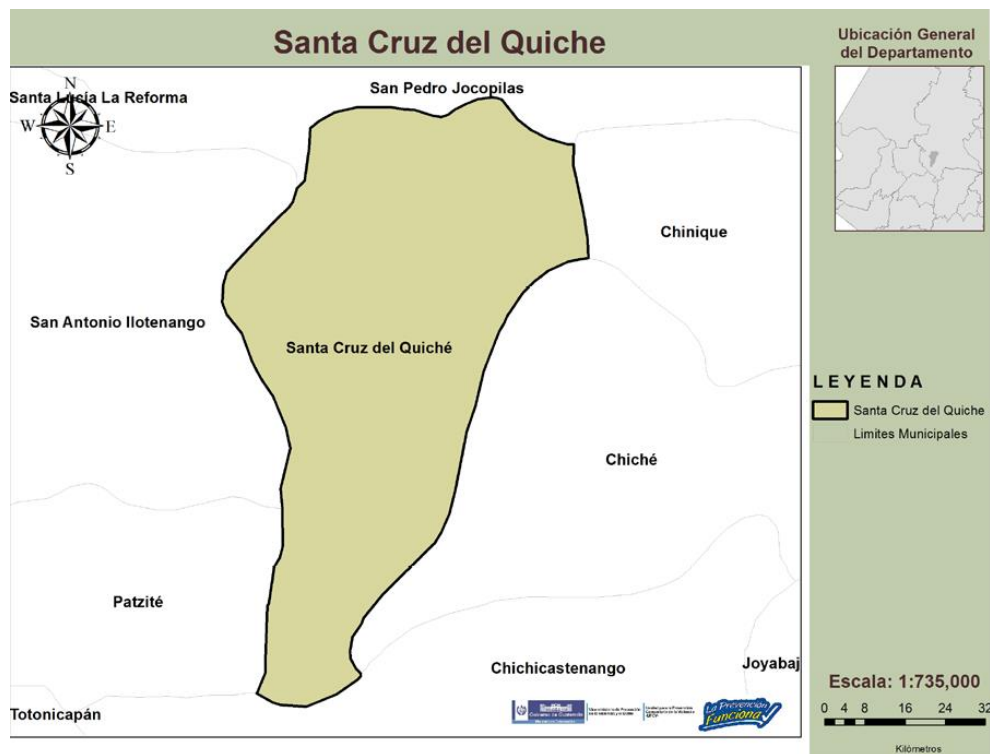 Santa Cruz del Quiche
Ubicación General
del Departamento
Santa Lucía La Reforma
San Pedro Jocopilas
N
W
E
S
Chinique
San Antonio Ilotenango
Santa Cruz del Quiché
L E Y E N D A
Santa Cruz del Quiche
Limites Municipales
Chiché
Patzité
Chichicastenango
Joyabaj
Totonicapán
La Prevención
Funciona
Escala: 1:735,000
0 4 8 16 24 32
Kilómetros